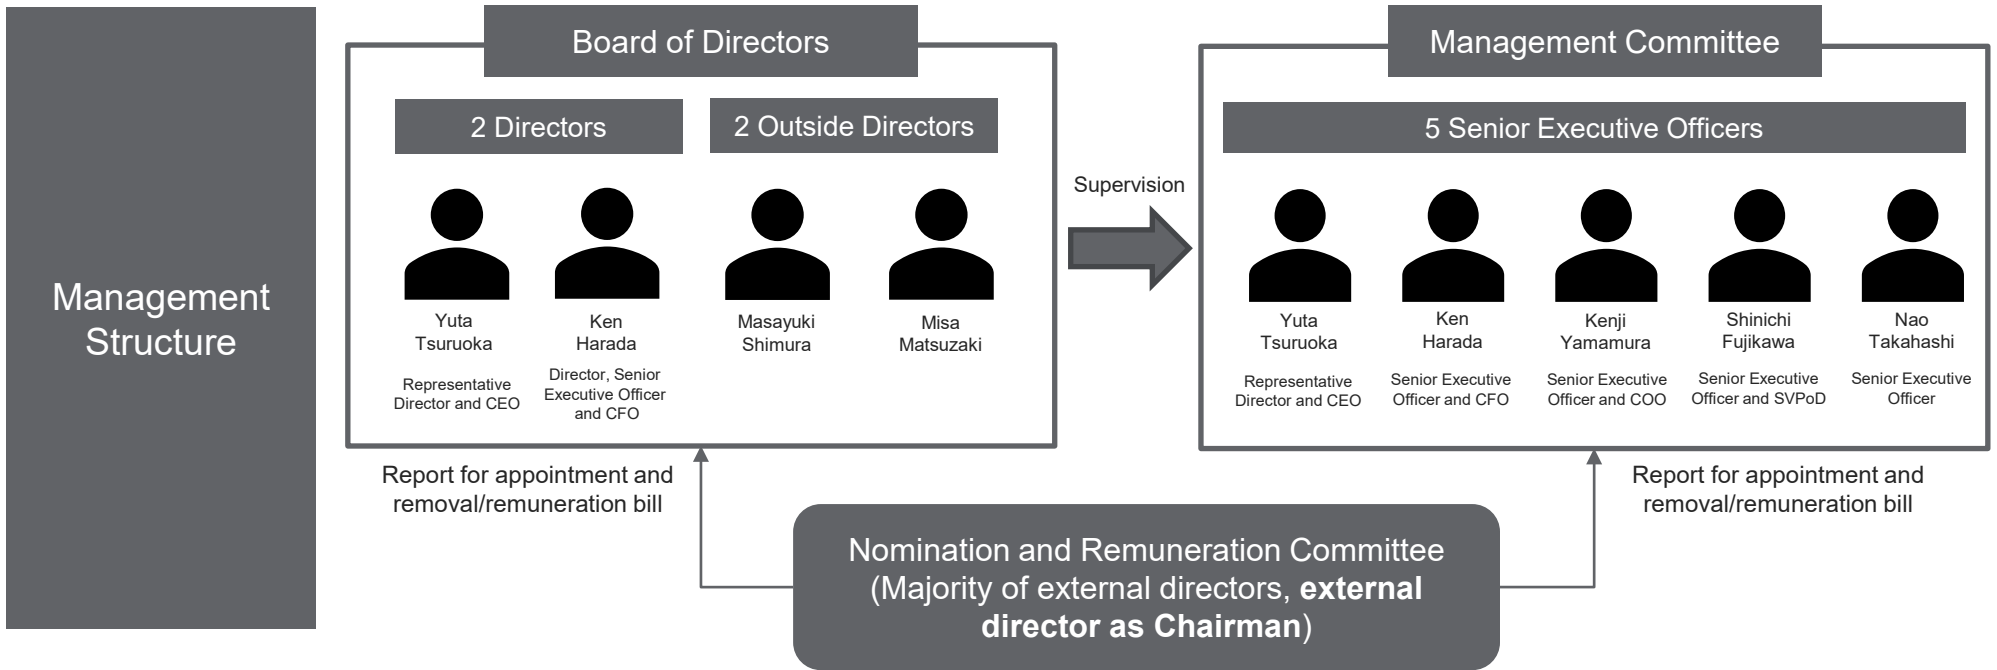 Management
Structure
Board of Directors
2 Directors
2 Outside Directors
Yuta
Tsuruoka
Representative
Director and CEO
Ken
Harada
Director, Senior
Executive Officer
and CFO
Masayuki
Shimura
Misa
Matsuzaki
Supervision
Management Committee
5 Senior Executive Officers
Yuta
Tsuruoka
Representative
Director and CEO
Ken
Harada
Senior Executive
Officer and CFO
Kenji
Yamamura
Senior Executive
Officer and COO
Shinichi
Fujikawa
Senior Executive
Officer and SVPoD
Nao
Takahashi
Senior Executive
Officer
Report for appointment and
removal/remuneration bill
Nomination and Remuneration Committee
(Majority of external directors, external
director as Chairman)
Report for appointment and
removal/remuneration bill